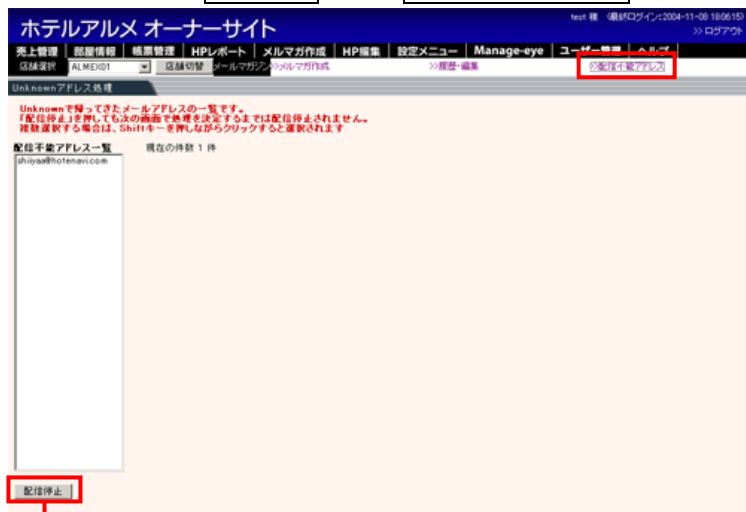 ホテルアルメ オーナーサイト
test 様 (最終ログイン:2004-11-08 180615)
>> ログアウト
売上管理 部屋情報 帳票管理 HPレポート メルマガ作成 HP編集 設定メニュー Manage-eye ユーザー管理 ヘルプ
店舗選択 ALMEX01 店舗切替 メールマガジン >>メルマガ作成 >>履歴・編集 >>配信不能アドレス
Unknownアドレス処理
Unknownで帰ってきたメールアドレスの一覧です。
「配信停止」を押しても次の画面で処理を決定するまでは配信停止されません。
複数選択する場合は、Shiftキーを押しながらクリックすると選択されます
配信不能アドレス一覧 現在の件数 1 件
shiiyaa@hotenavi.com
配信停止